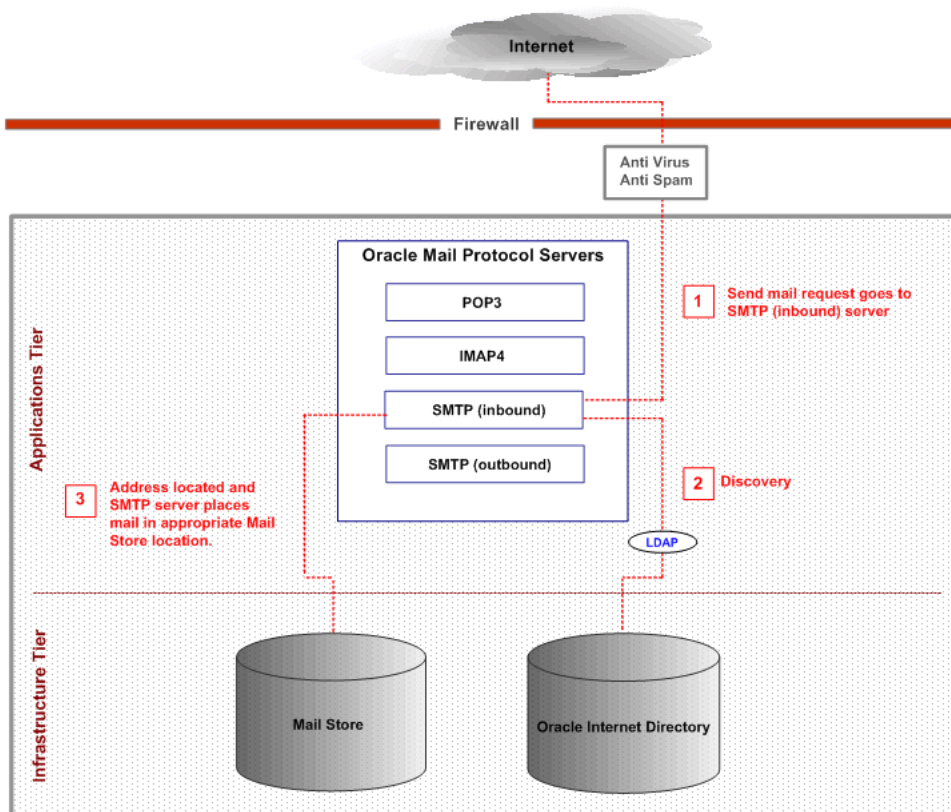 Internet
Firewall
Anti Virus
Anti Spam
Oracle Mail Protocol Servers
POP3
IMAP4
SMTP (inbound)
SMTP (outbound)
1
Send mail request goes to
SMTP (inbound) server
2
Discovery
LDAP
3
Address located and
SMTP server places
mail in appropriate Mail
Store location.
Applications Tier
Infrastructure Tier
Mail Store
Oracle Internet Directory